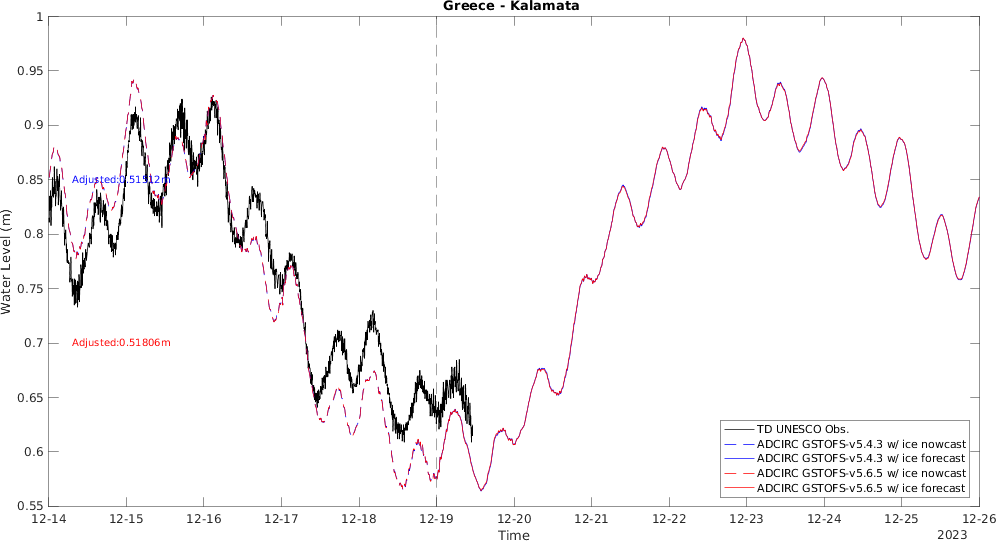 Greece - Kalamata
1
0.95
0.9
0.85
0.8
0.75
0.7
0.65
0.6
0.55
Water Level (m)
Adjusted:0.51912m
Adjusted:0.51806m
TD UNESCO Obs.
ADCIRC GSTOFS-v5.4.3 w/ ice nowcast
ADCIRC GSTOFS-v5.4.3 w/ ice forecast
ADCIRC GSTOFS-v5.6.5 w/ ice nowcast
ADCIRC GSTOFS-v5.6.5 w/ ice forecast
12-14 12-15 12-16 12-17 12-18 12-19 12-20 12-21 12-22 12-23 12-24 12-25 12-26
Time
2023